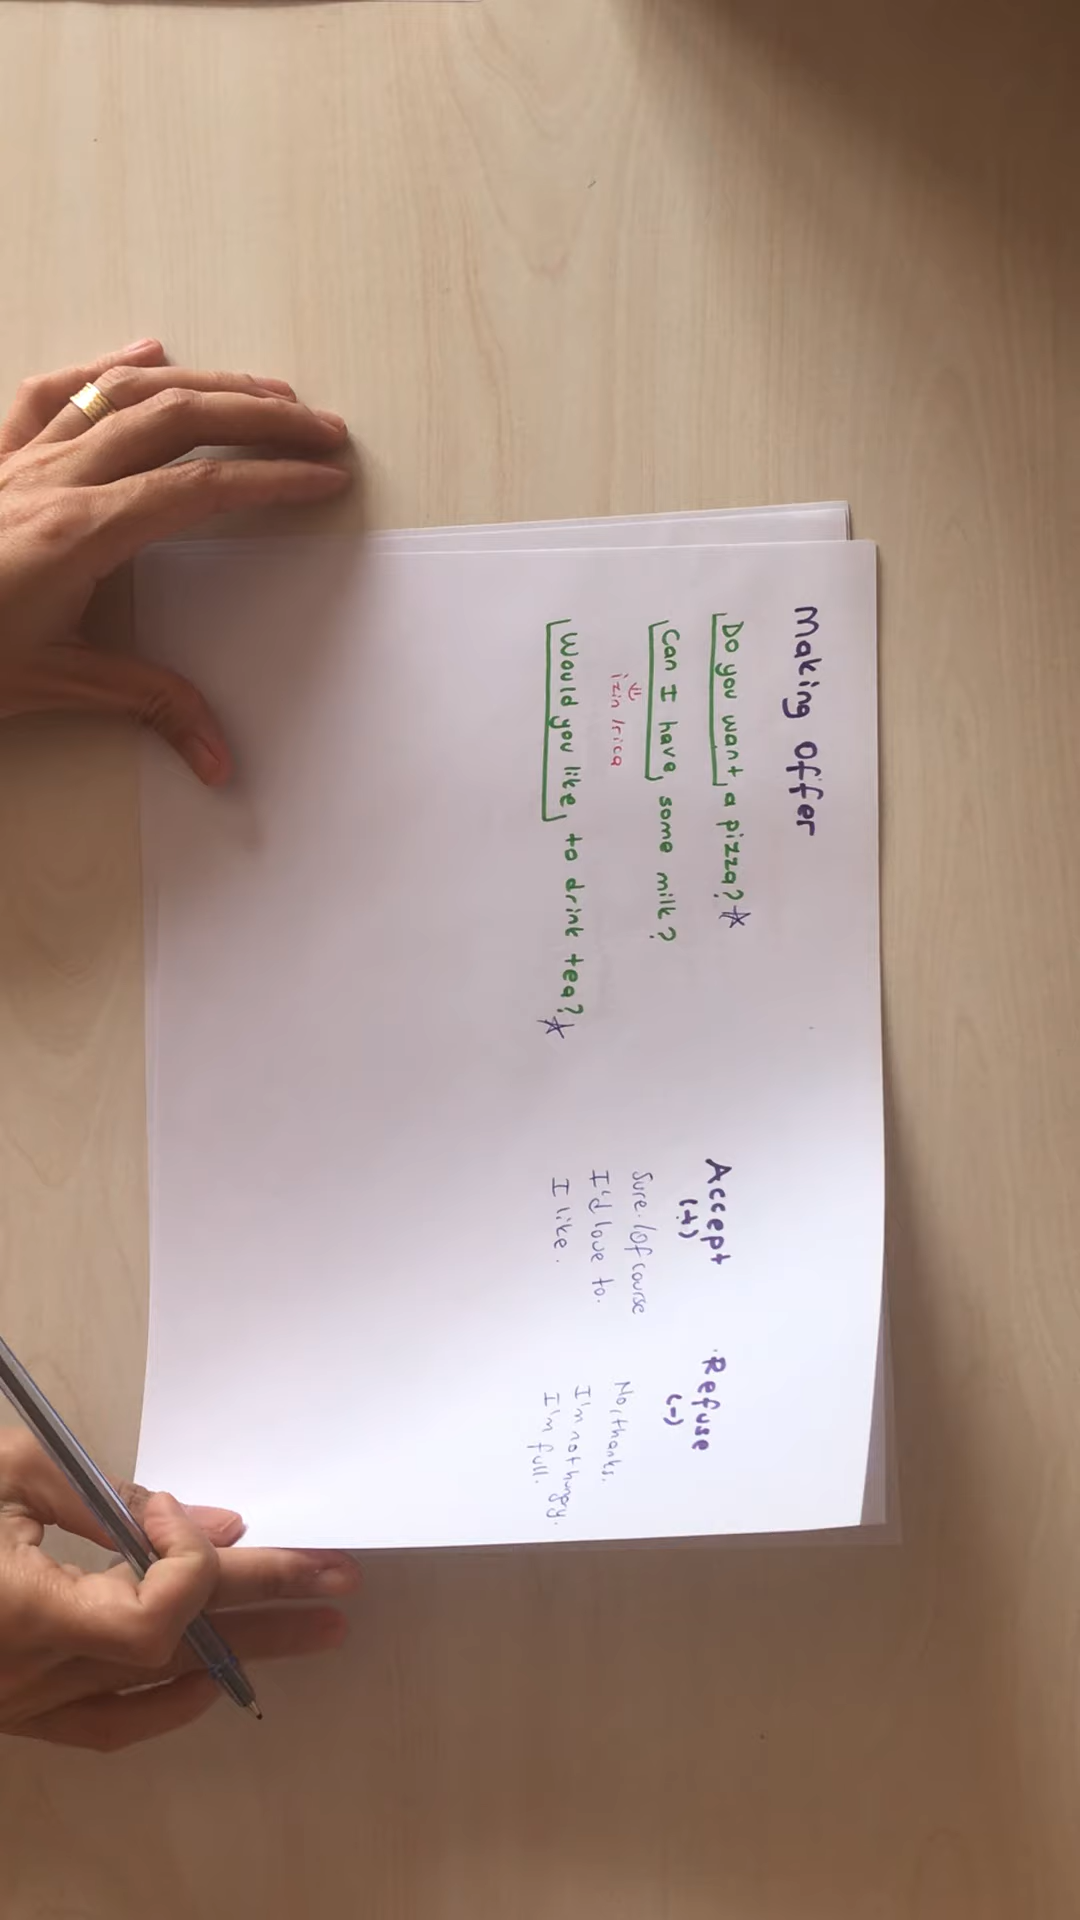 Making Offer
Do you want a pizza?
Can I have some milk?
izin / rica
Would you like to drink tea?
Accept
(+)
Sure. / Of course
I'd love to.
I like.
Refuse
(-)
No, thanks.
I'm not hungry.
I'm full.